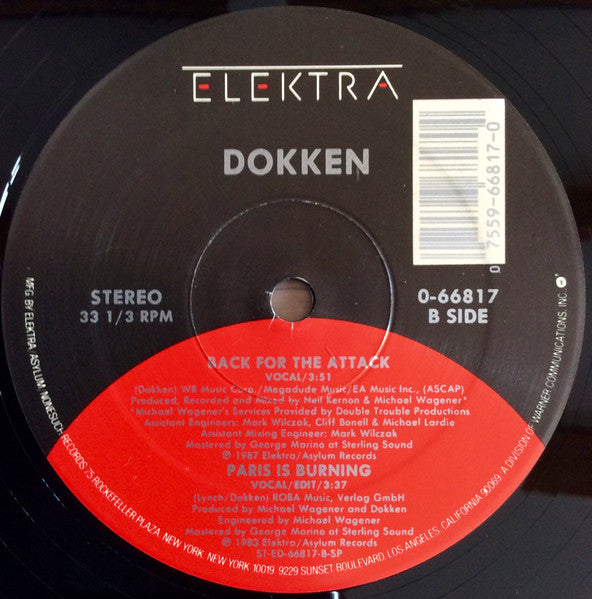 ELEKTRA
DOKKEN
0 7559-66817-0
STEREO
33 1/3 RPM
0-66817
B SIDE
BACK FOR THE ATTACK
VOCAL/3:51
(Dokken) WB Music Corp./Megadude Music/EA Music Inc., (ASCAP)
Produced, Recorded and Mixed by Neil Kernon & Michael Wagener*
*Michael Wagener's Services Provided by Double Trouble Productions
Assistant Engineers: Mark Wilczak, Cliff Bonell & Michael Lardie
Assistant Mixing Engineer: Mark Wilczak
Mastered by George Marino at Sterling Sound
℗ 1987 Elektra/Asylum Records
PARIS IS BURNING
VOCAL/EDIT/3:37
(Lynch/Dokken) ROBA Music, Verlag GmbH
Produced by Michael Wagener and Dokken
Engineered by Michael Wagener
Mastered by George Marino at Sterling Sound
℗ 1983 Elektra/Asylum Records
ST-ED-66817-B-SP
MFG. BY ELEKTRA/ASYLUM/NONESUCH RECORDS, 75 ROCKEFELLER PLAZA, NEW YORK, NEW YORK 10019. 9229 SUNSET BOULEVARD, LOS ANGELES, CALIFORNIA 90069. A DIVISION OF WARNER COMMUNICATIONS, INC.